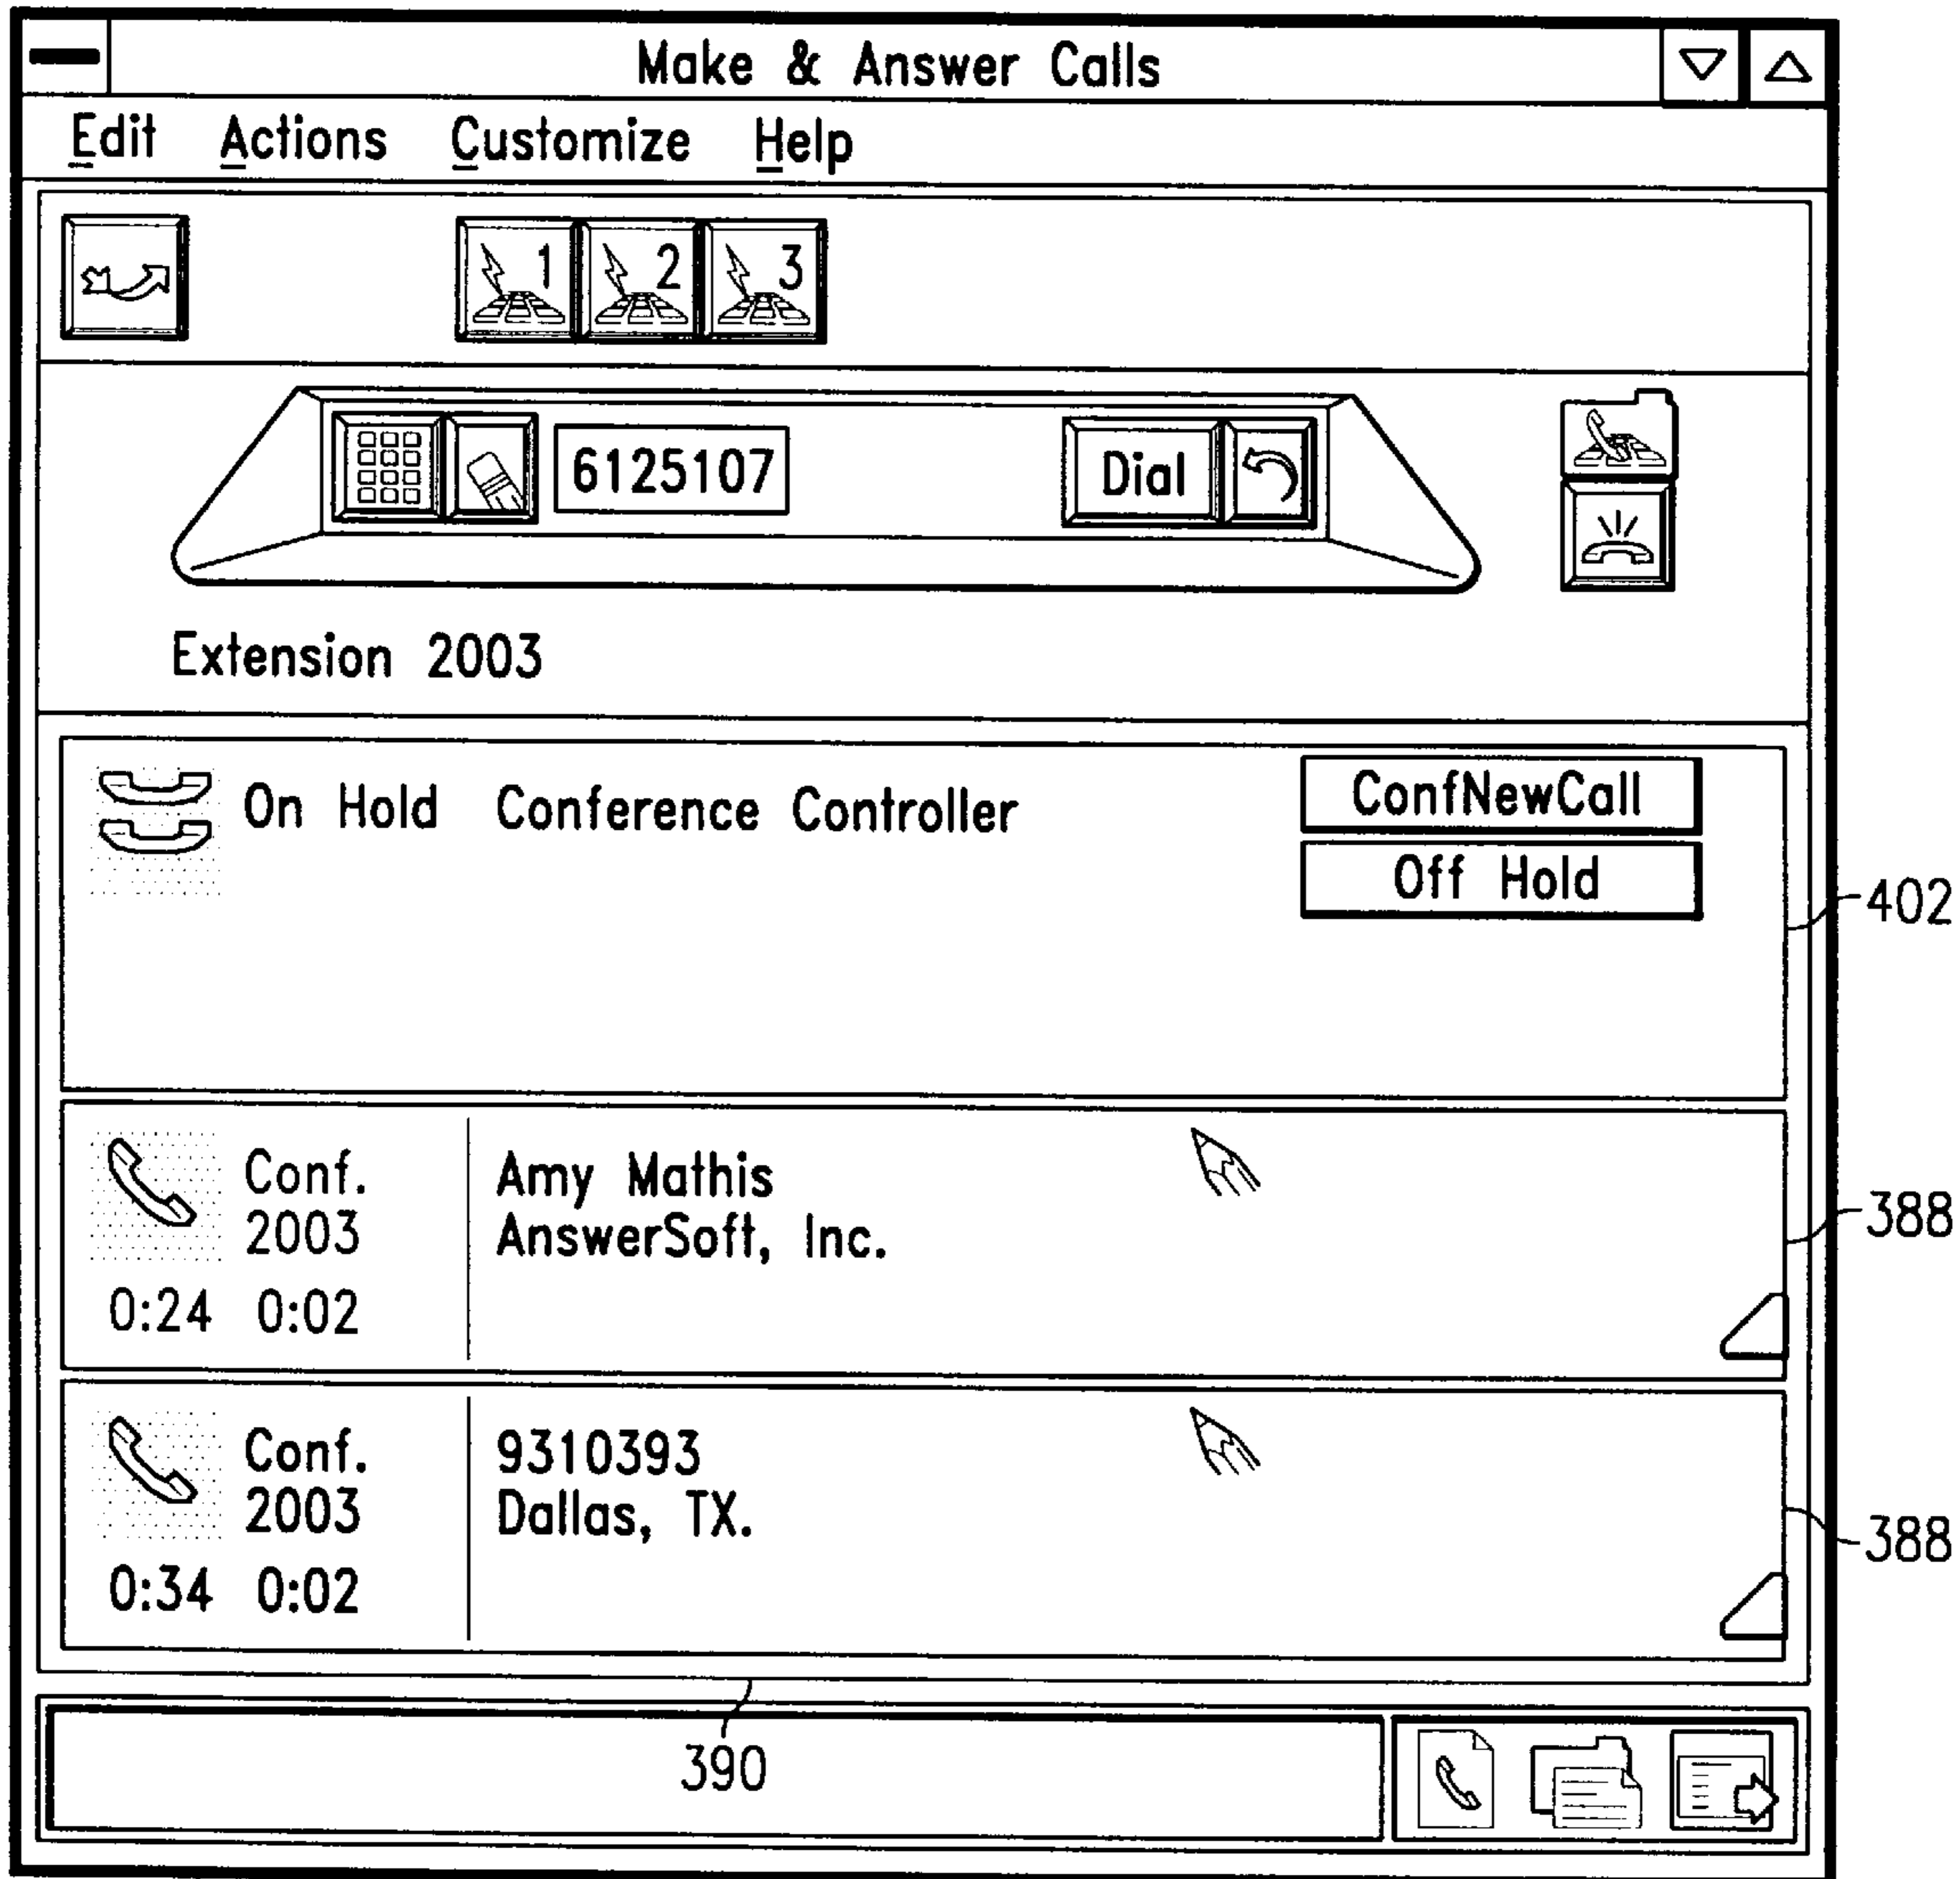 Make & Answer Calls
Edit Actions Customize Help
1 2 3
6125107 Dial
Extension 2003
On Hold Conference Controller ConfNewCall
Off Hold
402
Conf. Amy Mathis
2003 AnswerSoft, Inc.
388
0:24 0:02
Conf. 9310393
2003 Dallas, TX.
388
0:34 0:02
390